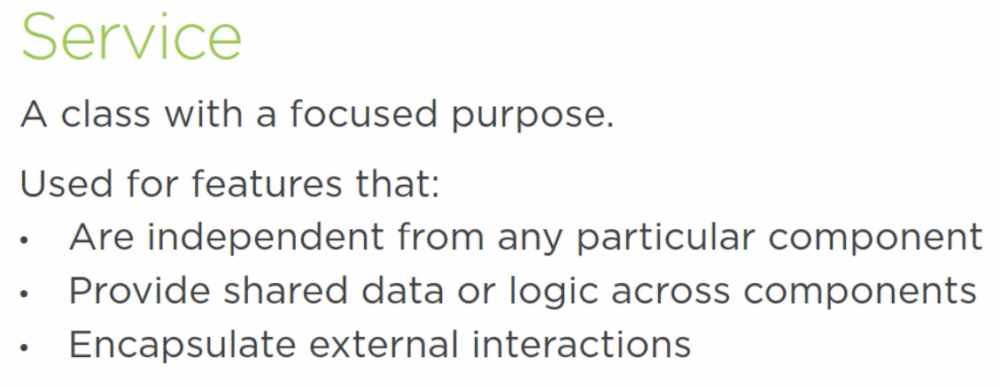 Service
A class with a focused purpose.
Used for features that:
• Are independent from any particular component
• Provide shared data or logic across components
• Encapsulate external interactions